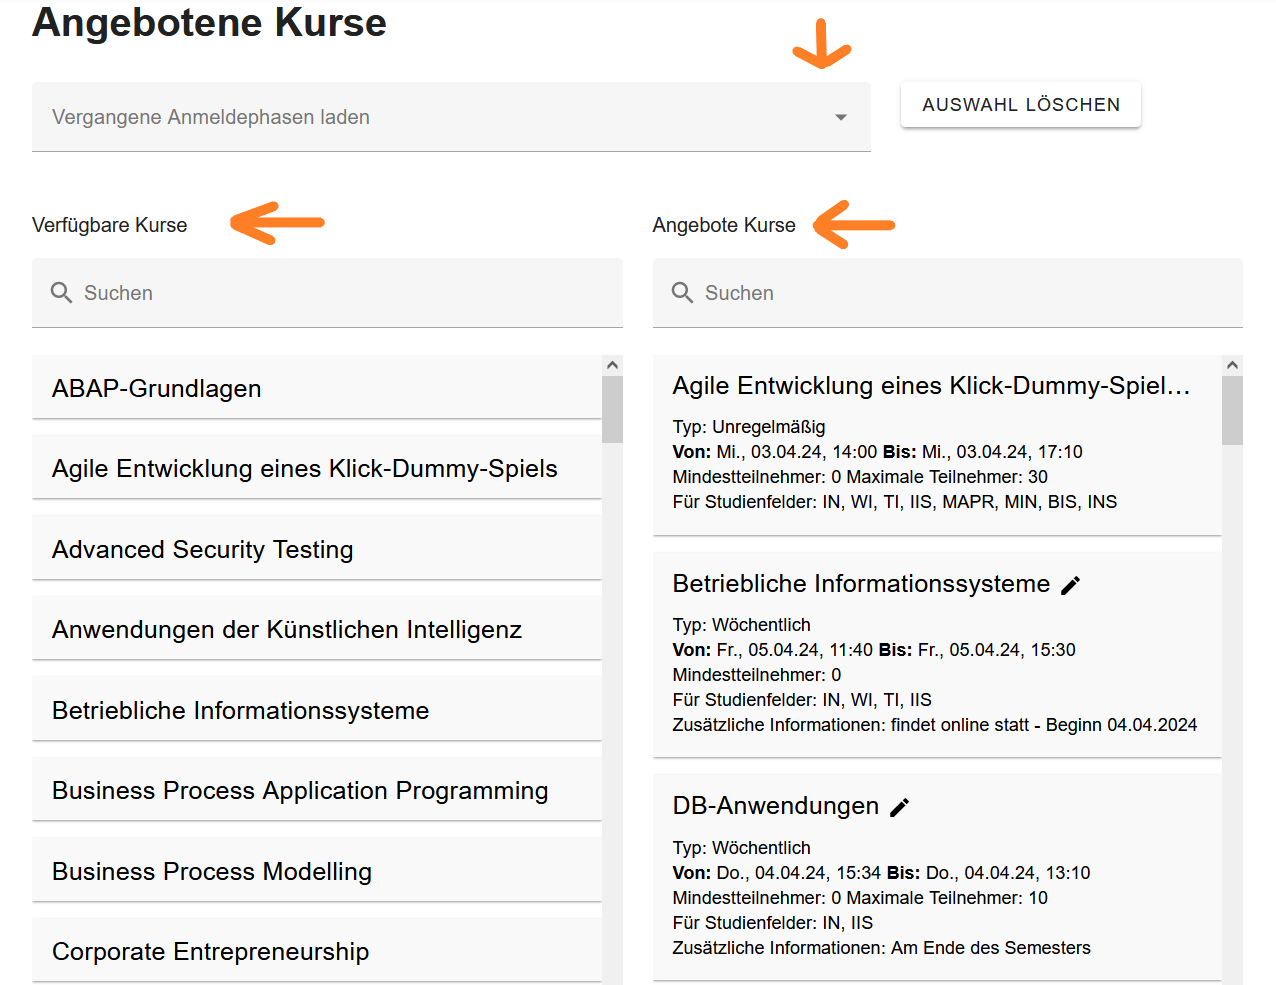 Angebotene Kurse
Vergangene Anmeldephasen laden
AUSWAHL LÖSCHEN
Verfügbare Kurse
Suchen
ABAP-Grundlagen
Agile Entwicklung eines Klick-Dummy-Spiels
Advanced Security Testing
Anwendungen der Künstlichen Intelligenz
Betriebliche Informationssysteme
Business Process Application Programming
Business Process Modelling
Corporate Entrepreneurship
Angebote Kurse
Suchen
Agile Entwicklung eines Klick-Dummy-Spiel...
Typ: Unregelmäßig
Von: Mi., 03.04.24, 14:00 Bis: Mi., 03.04.24, 17:10
Mindestteilnehmer: 0 Maximale Teilnehmer: 30
Für Studienfelder: IN, WI, TI, IIS, MAPR, MIN, BIS, INS
Betriebliche Informationssysteme
Typ: Wöchentlich
Von: Fr., 05.04.24, 11:40 Bis: Fr., 05.04.24, 15:30
Mindestteilnehmer: 0
Für Studienfelder: IN, WI, TI, IIS
Zusätzliche Informationen: findet online statt - Beginn 04.04.2024
DB-Anwendungen
Typ: Wöchentlich
Von: Do., 04.04.24, 15:34 Bis: Do., 04.04.24, 13:10
Mindestteilnehmer: 0 Maximale Teilnehmer: 10
Für Studienfelder: IN, IIS
Zusätzliche Informationen: Am Ende des Semesters